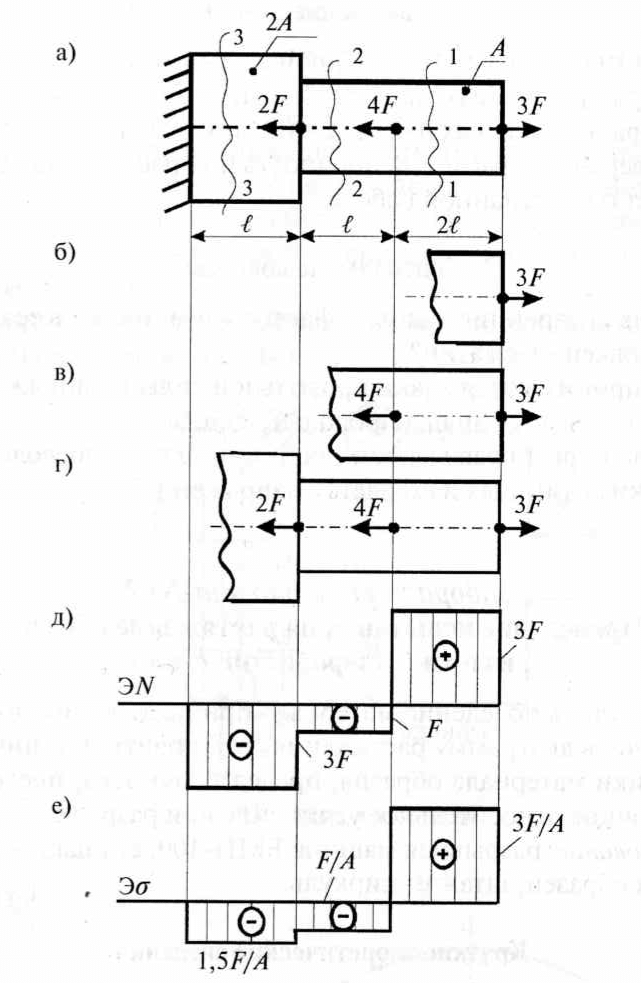 а)
3 2A 2 1 A
2F 4F 3F
3 2 1
ℓ ℓ 2ℓ
б)
3F
в)
4F 3F
г)
2F 4F 3F
д)
3F
ЭN
F
3F
е)
3F/A
F/A
Эσ
1,5F/A